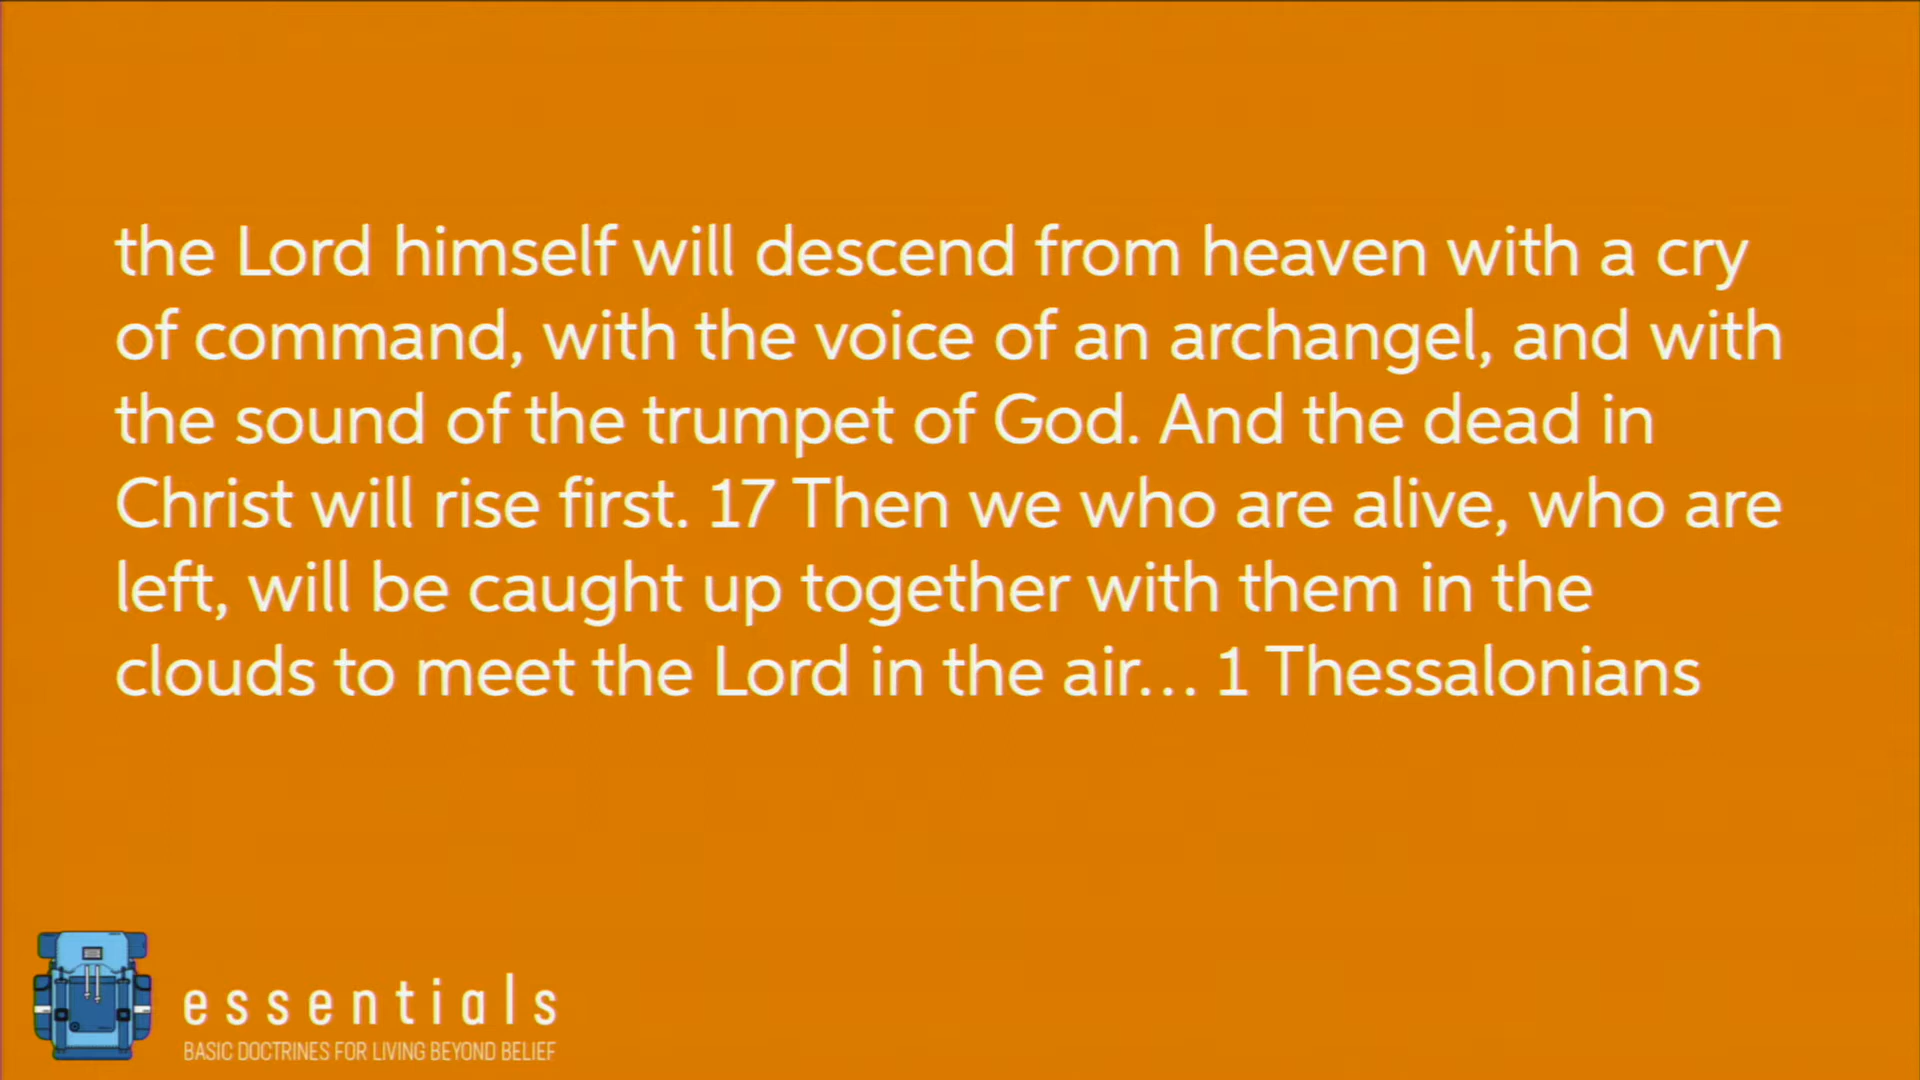 the Lord himself will descend from heaven with a cry
of command, with the voice of an archangel, and with
the sound of the trumpet of God. And the dead in
Christ will rise first. 17 Then we who are alive, who are
left, will be caught up together with them in the
clouds to meet the Lord in the air... 1 Thessalonians
essentials
BASIC DOCTRINES FOR LIVING BEYOND BELIEF